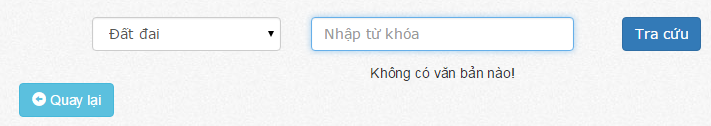 Đất đai Nhập từ khóa Tra cứu
Không có văn bản nào!
Quay lại